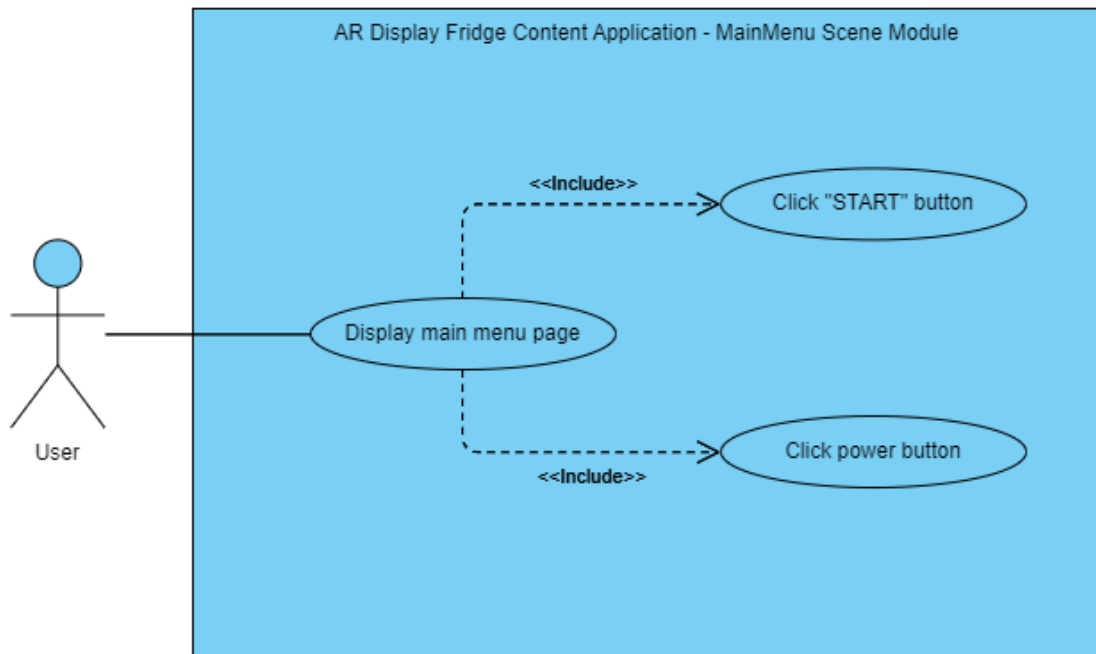 AR Display Fridge Content Application - MainMenu Scene Module
<<Include>>
Click "START" button
Display main menu page
User
Click power button
<<Include>>